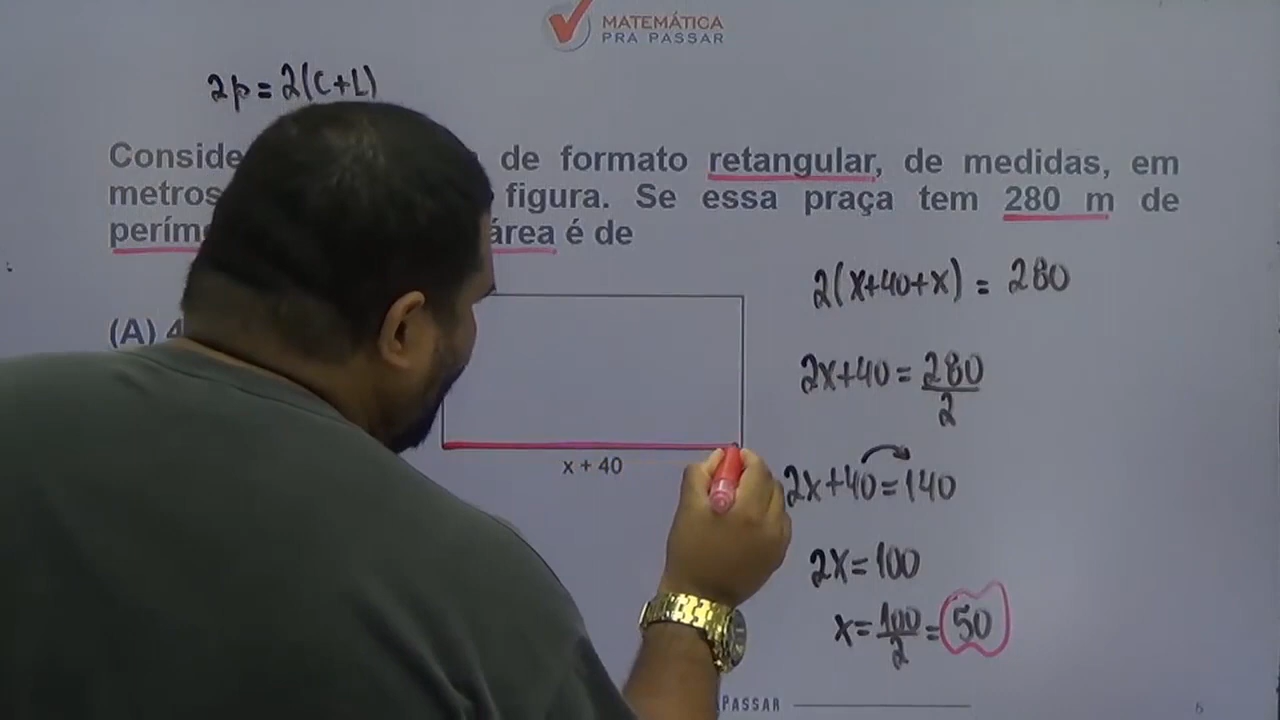 MATEMÁTICA
PRA PASSAR
2p = 2(C+L)
de formato retangular, de medidas, em
metros figura. Se essa praça tem 280 m de
área é de
2(x+40+x) = 280
(A) 4
2x+40 = 280/2
x + 40
2x+40=140
2x=100
x=100/2=50
PASSAR
6